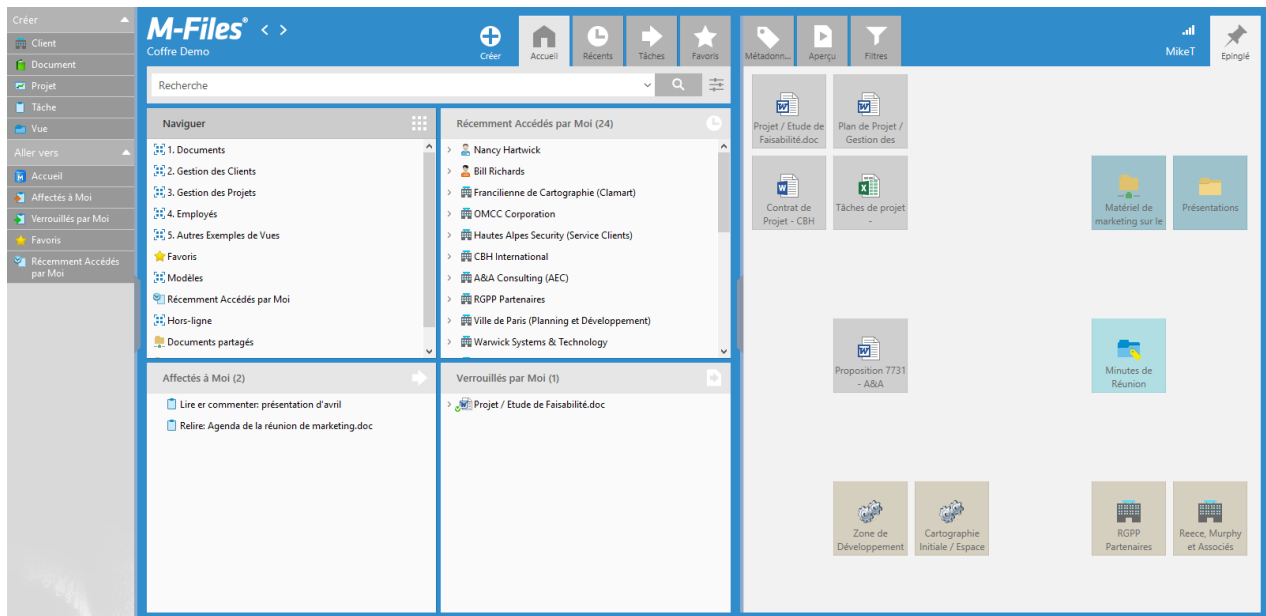 Créer
Client
Document
Projet
Tâche
Vue
Aller vers
Accueil
Affectés à Moi
Verrouillés par Moi
Favoris
Récemment Accédés
par Moi
M-Files®
Coffre Demo
Créer
Accueil
Récents
Tâches
Favoris
Recherche
Naviguer
1. Documents
2. Gestion des Clients
3. Gestion des Projets
4. Employés
5. Autres Exemples de Vues
Favoris
Modèles
Récemment Accédés par Moi
Hors-ligne
Documents partagés
Récemment Accédés par Moi (24)
Nancy Hartwick
Bill Richards
Francilienne de Cartographie (Clamart)
OMCC Corporation
Hautes Alpes Security (Service Clients)
CBH International
A&A Consulting (AEC)
RGPP Partenaires
Ville de Paris (Planning et Développement)
Warwick Systems & Technology
Affectés à Moi (2)
Lire er commenter: présentation d'avril
Relire: Agenda de la réunion de marketing.doc
Verrouillés par Moi (1)
Projet / Etude de Faisabilité.doc
Métadonn...
Aperçu
Filtres
MikeT
Epinglé
Projet / Etude de
Faisabilité.doc
Plan de Projet /
Gestion des
Contrat de
Projet - CBH
Tâches de projet
-
Matériel de
marketing sur le
Présentations
Proposition 7731
- A&A
Minutes de
Réunion
Zone de
Développement
Cartographie
Initiale / Espace
RGPP
Partenaires
Reece, Murphy
et Associés